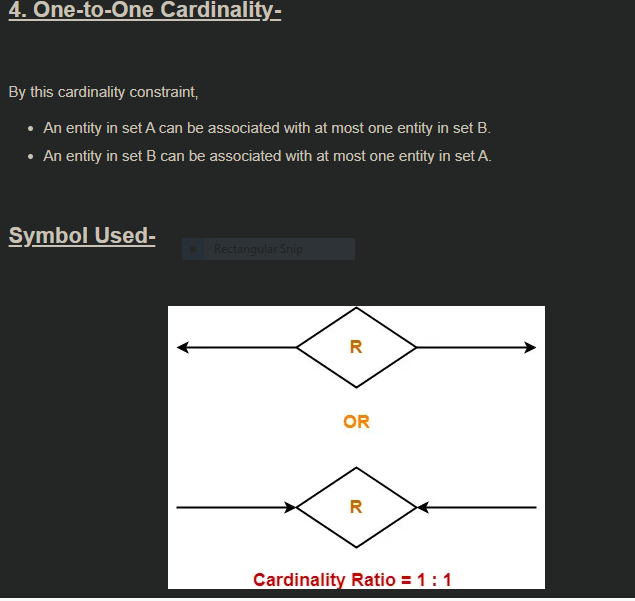 4. One-to-One Cardinality-
By this cardinality constraint,
• An entity in set A can be associated with at most one entity in set B.
• An entity in set B can be associated with at most one entity in set A.
Symbol Used-
Rectangular Snip
R
OR
R
Cardinality Ratio = 1 : 1